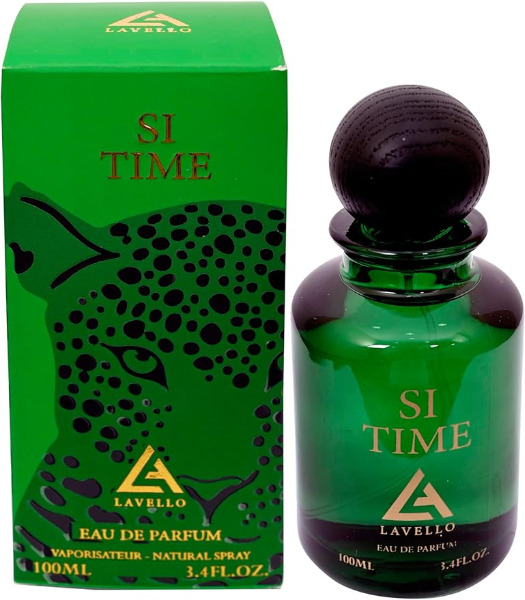 LAVELLO
SI
TIME
LAVELLO
EAU DE PARFUM
VAPORISATEUR - NATURAL SPRAY
100ML 3.4FL.OZ.
SI
TIME
LAVELLO
EAU DE PARFUM
100ML 3.4FL.OZ.